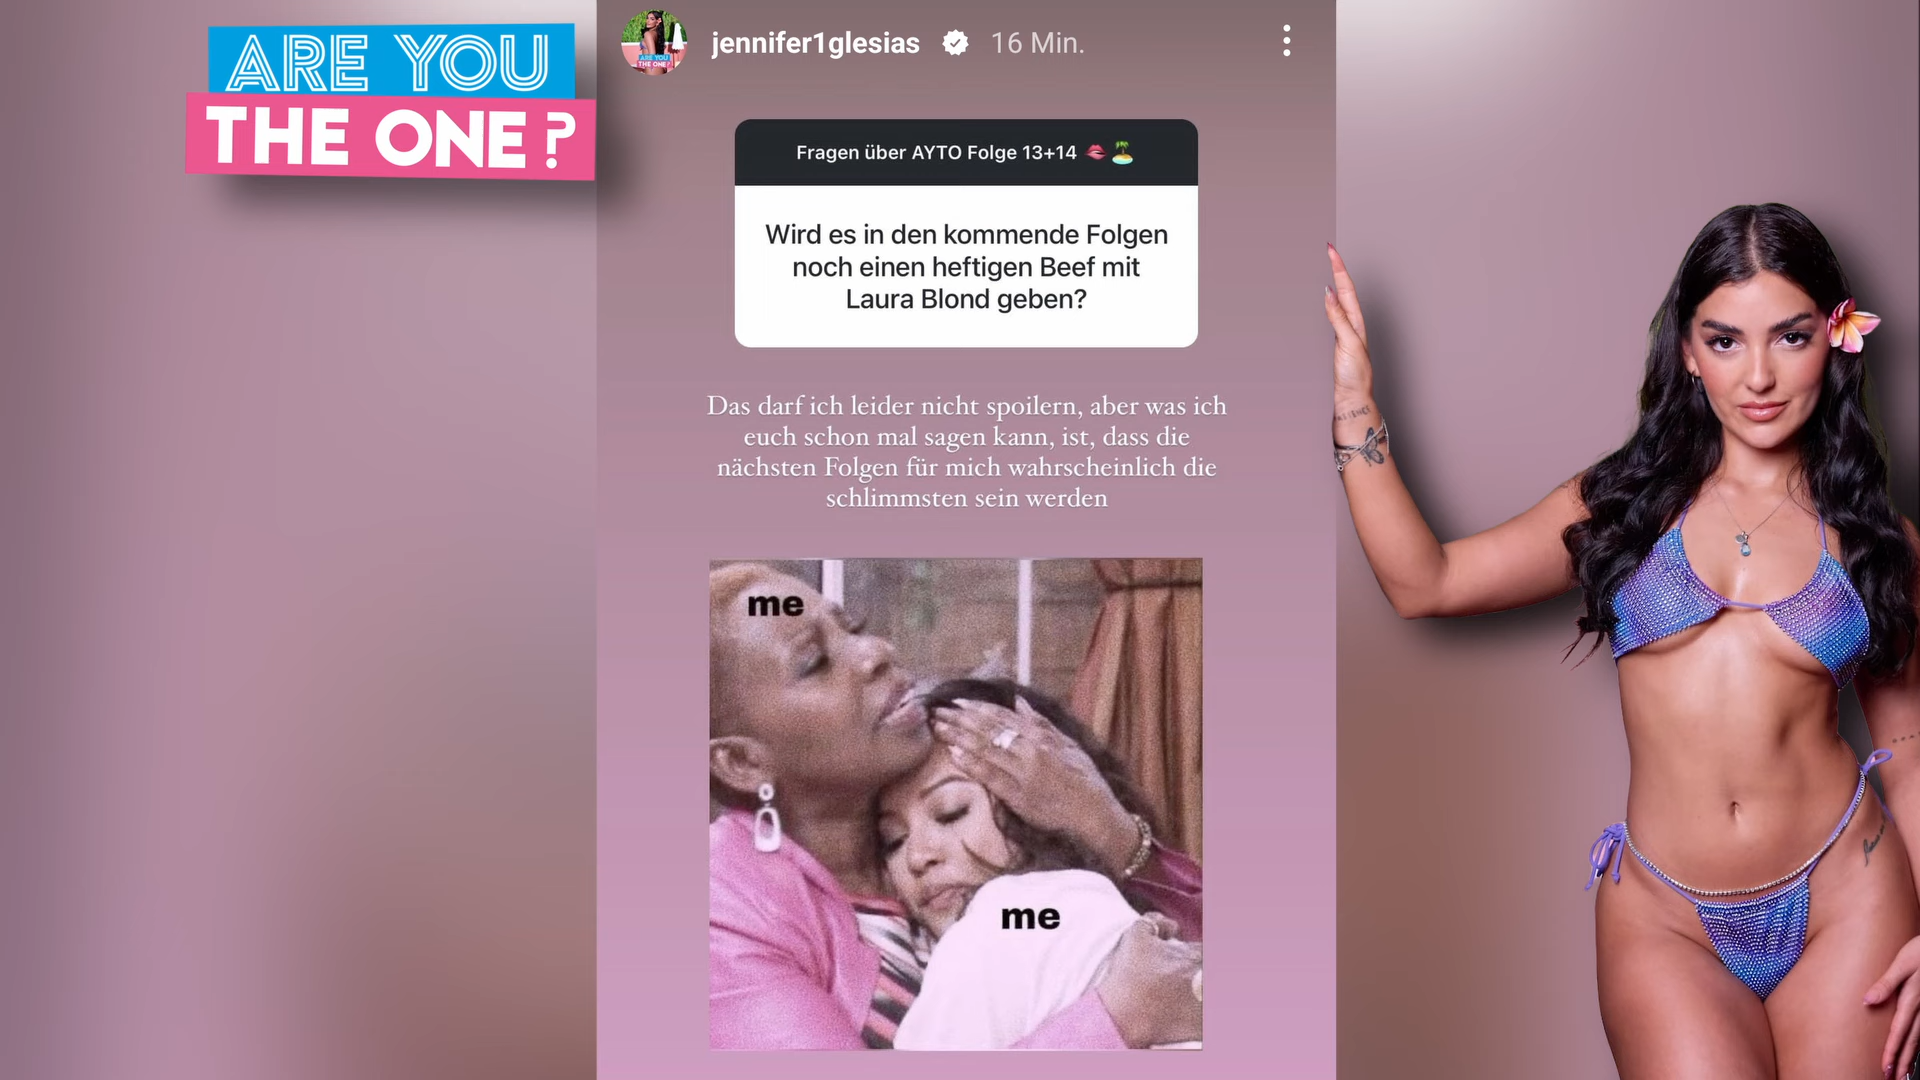 ARE YOU
THE ONE?
jennifer1glesias 16 Min.
Fragen über AYTO Folge 13+14 🫦🏝️
Wird es in den kommende Folgen
noch einen heftigen Beef mit
Laura Blond geben?
Das darf ich leider nicht spoilern, aber was ich
euch schon mal sagen kann, ist, dass die
nächsten Folgen für mich wahrscheinlich die
schlimmsten sein werden
me
me